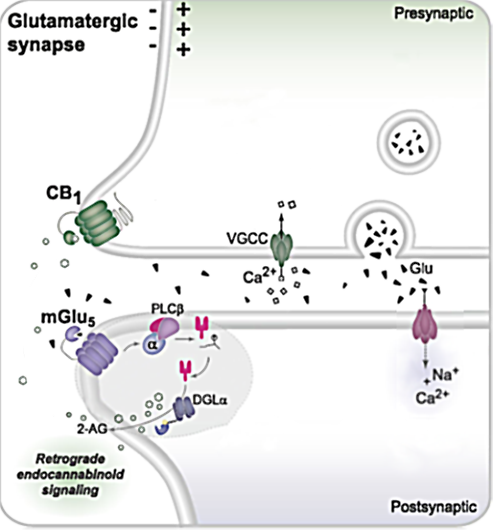 Glutamatergic
synapse
- +
- +
- +
Presynaptic
CB1
VGCC
Ca2+
Glu
mGlu5
PLCβ
α
DGLα
Na+
+
Ca2+
2-AG
Retrograde
endocannabinoid
signaling
Postsynaptic